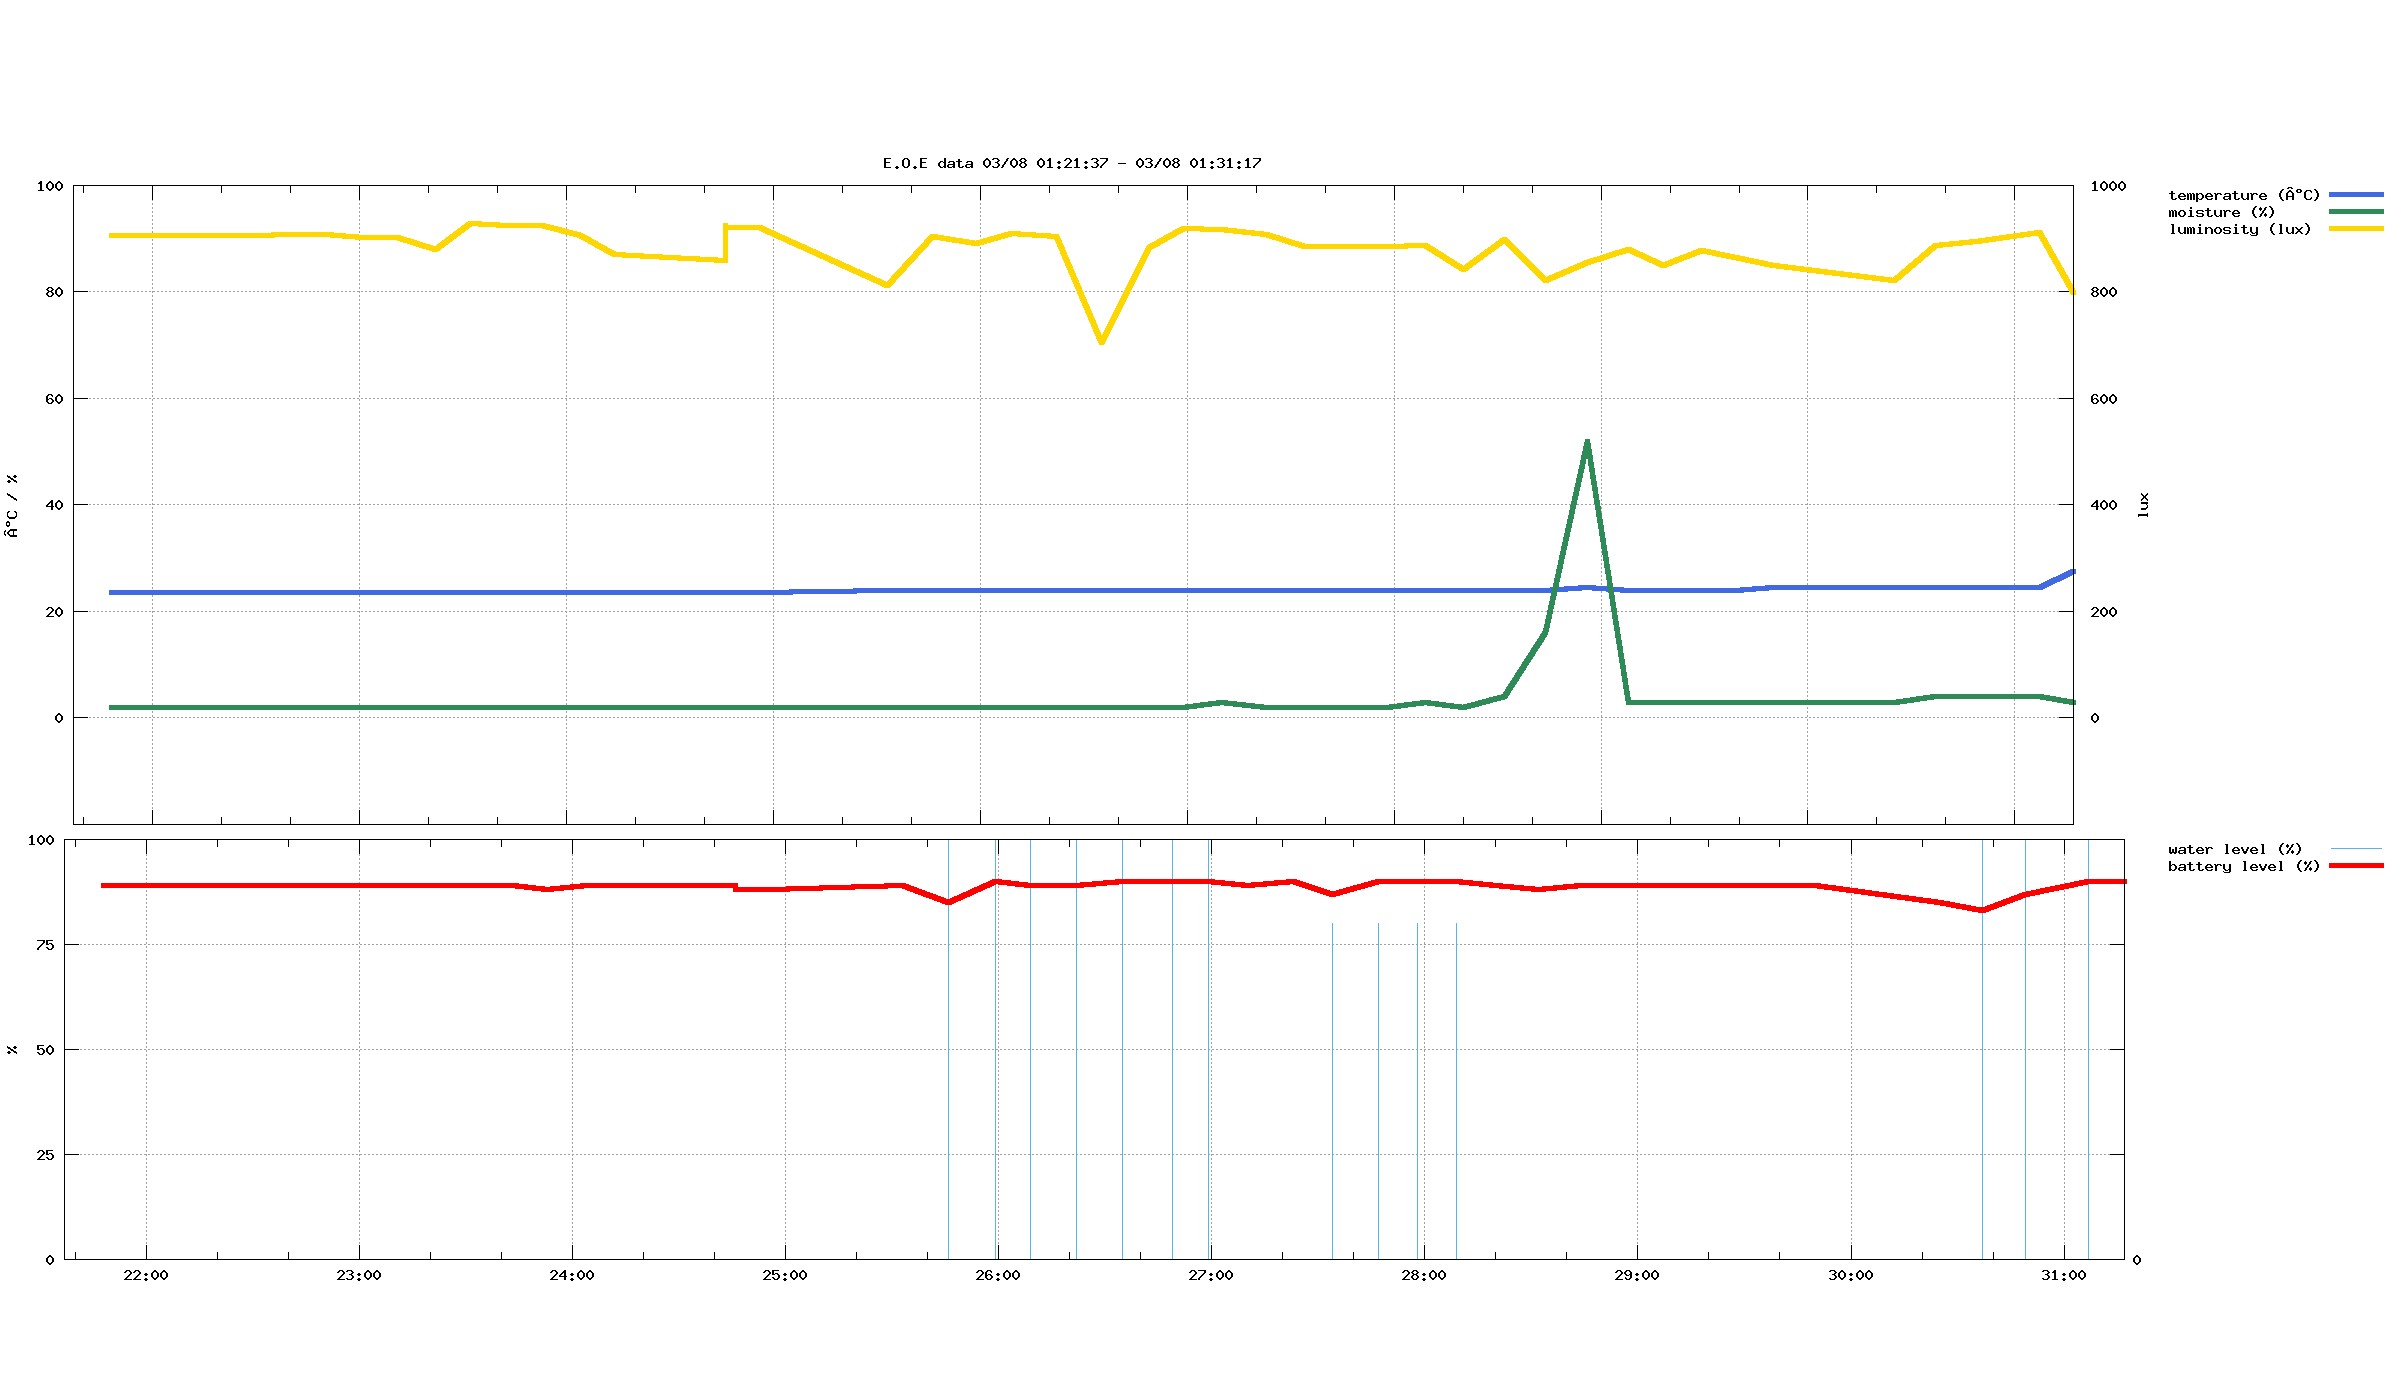 E.O.E data 03/08 01:21:37 - 03/08 01:31:17
100
80
60
40
20
0
Â°C / %
1000
800
600
400
200
0
lux
temperature (Â°C)
moisture (%)
luminosity (lux)
100
75
50
25
0
%
0
water level (%)
battery level (%)
22:00 23:00 24:00 25:00 26:00 27:00 28:00 29:00 30:00 31:00